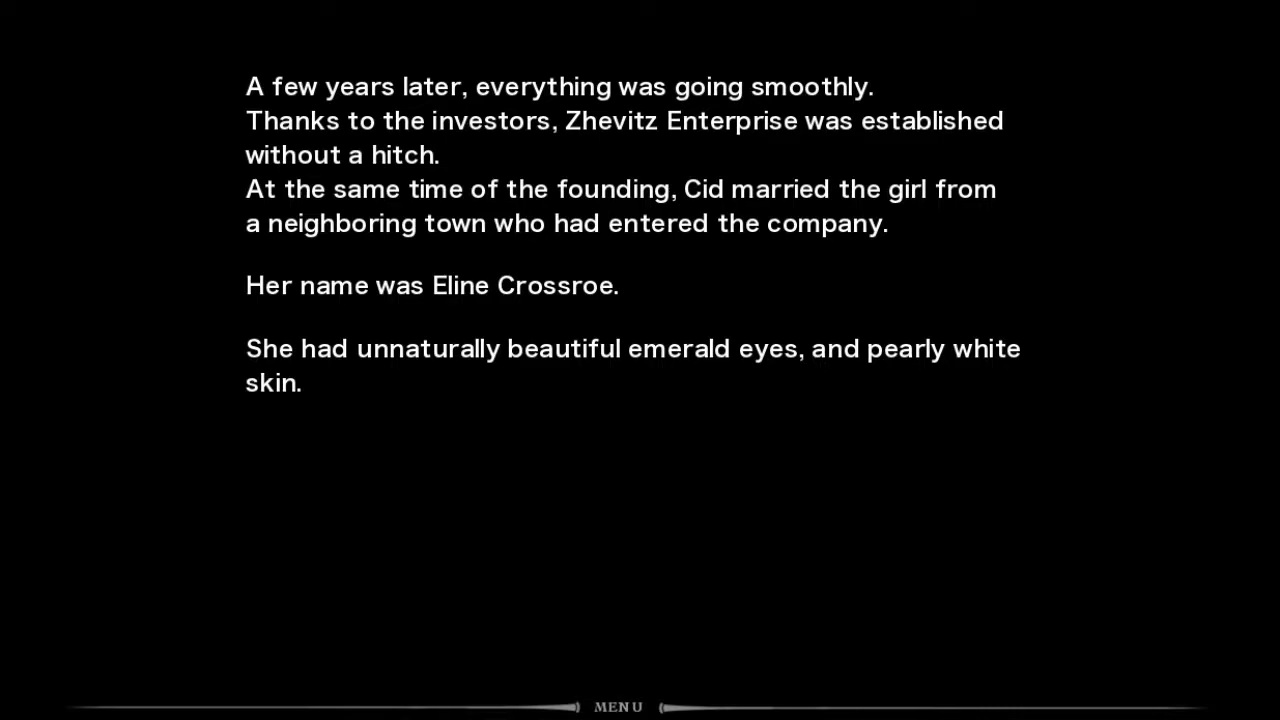 A few years later, everything was going smoothly.
Thanks to the investors, Zhevitz Enterprise was established
without a hitch.
At the same time of the founding, Cid married the girl from
a neighboring town who had entered the company.
Her name was Eline Crossroe.
She had unnaturally beautiful emerald eyes, and pearly white
skin.
MENU